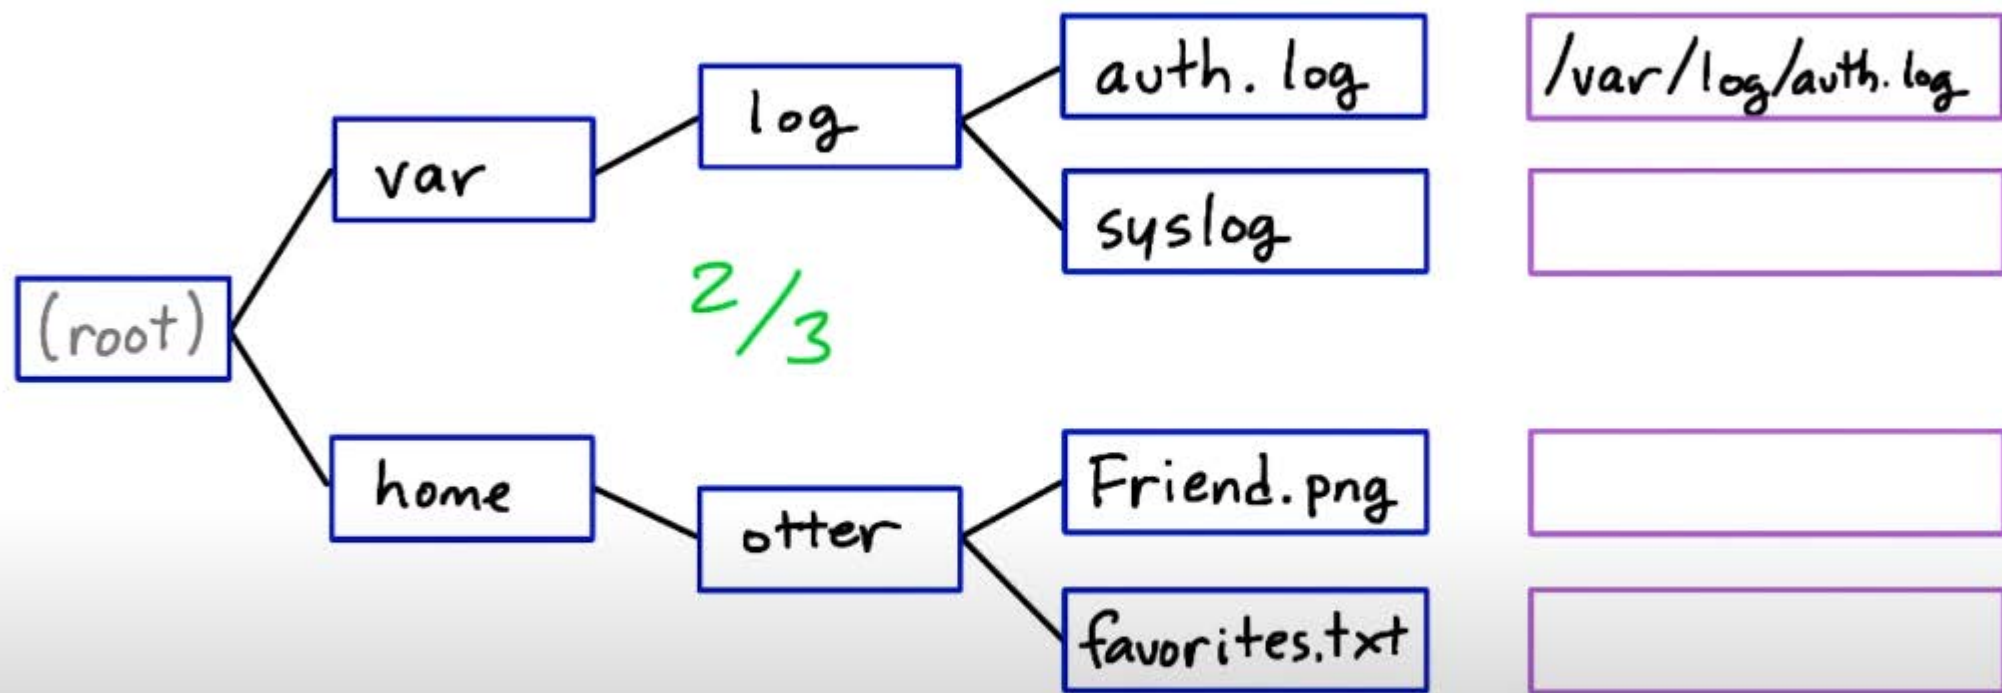 auth.log
/var/log/auth.log
log
var
syslog
2/3
(root)
Friend.png
home
otter
favorites.txt